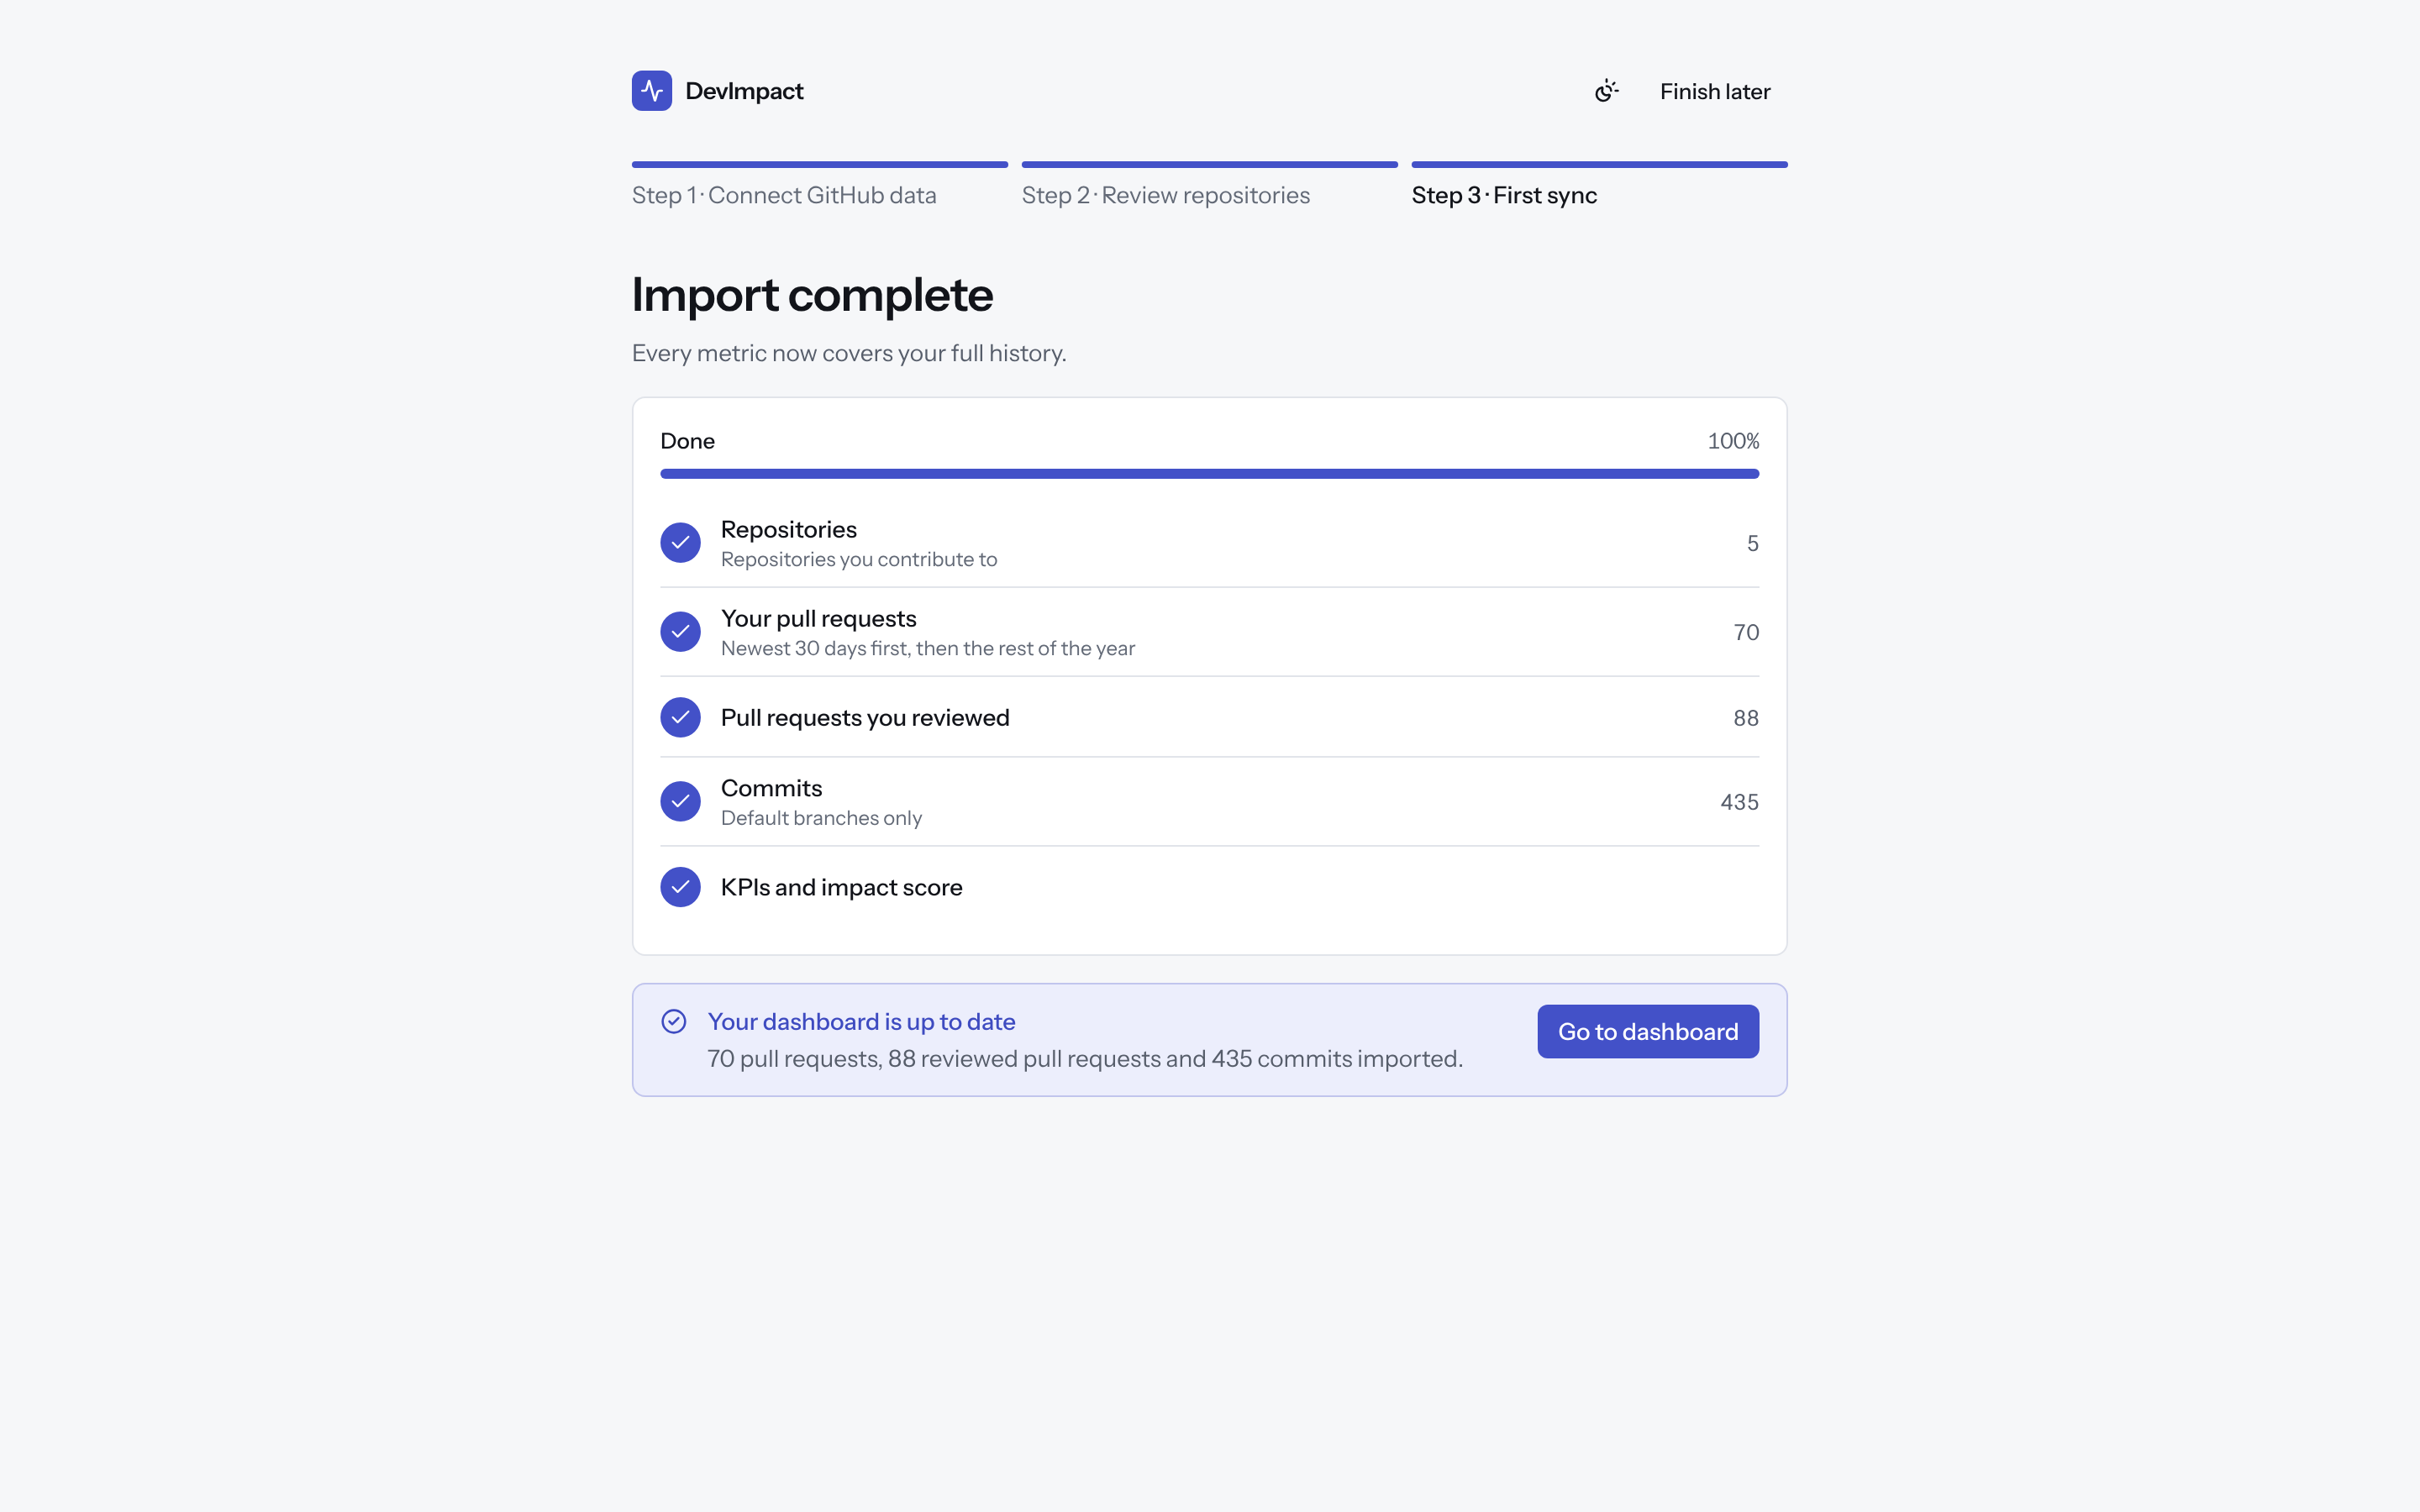 DevImpact
Finish later
Step 1 · Connect GitHub data
Step 2 · Review repositories
Step 3 · First sync
Import complete
Every metric now covers your full history.
Done
100%
Repositories
Repositories you contribute to
5
Your pull requests
Newest 30 days first, then the rest of the year
70
Pull requests you reviewed
88
Commits
Default branches only
435
KPIs and impact score
Your dashboard is up to date
70 pull requests, 88 reviewed pull requests and 435 commits imported.
Go to dashboard